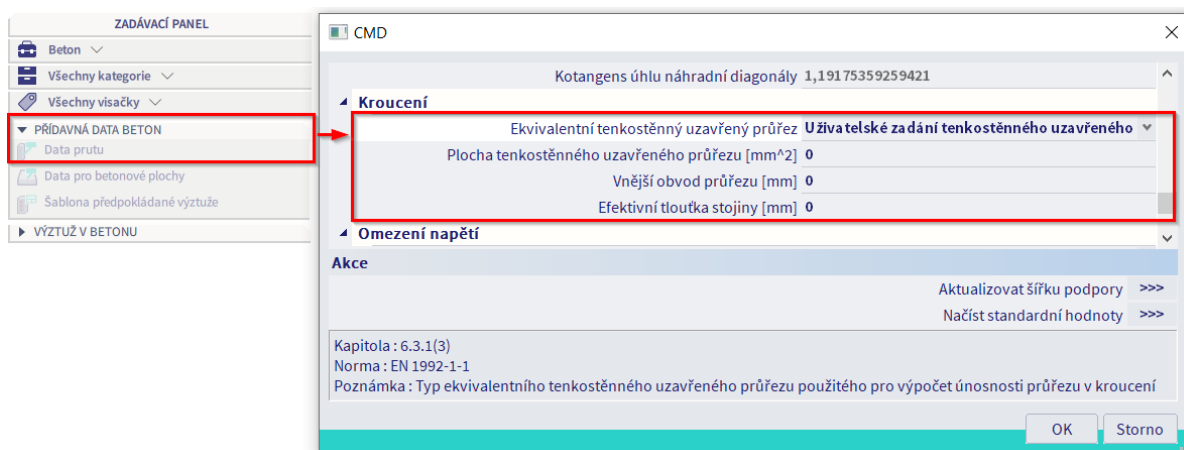 ZADÁVACÍ PANEL
Beton
Všechny kategorie
Všechny visačky
PŘÍDAVNÁ DATA BETON
Data prutu
Data pro betonové plochy
Šablona předpokládané výztuže
VÝZTUŽ V BETONU
CMD
Kotangens úhlu náhradní diagonály 1,19175359259421
Kroucení
Ekvivalentní tenkostěnný uzavřený průřez Uživatelské zadání tenkostěnného uzavřeného
Plocha tenkostěnného uzavřeného průřezu [mm^2] 0
Vnější obvod průřezu [mm] 0
Efektivní tloušťka stojiny [mm] 0
Omezení napětí
Akce
Aktualizovat šířku podpory >>>
Načíst standardní hodnoty >>>
Kapitola : 6.3.1(3)
Norma : EN 1992-1-1
Poznámka : Typ ekvivalentního tenkostěnného uzavřeného průřezu použitého pro výpočet únosnosti průřezu v kroucení
OK Storno